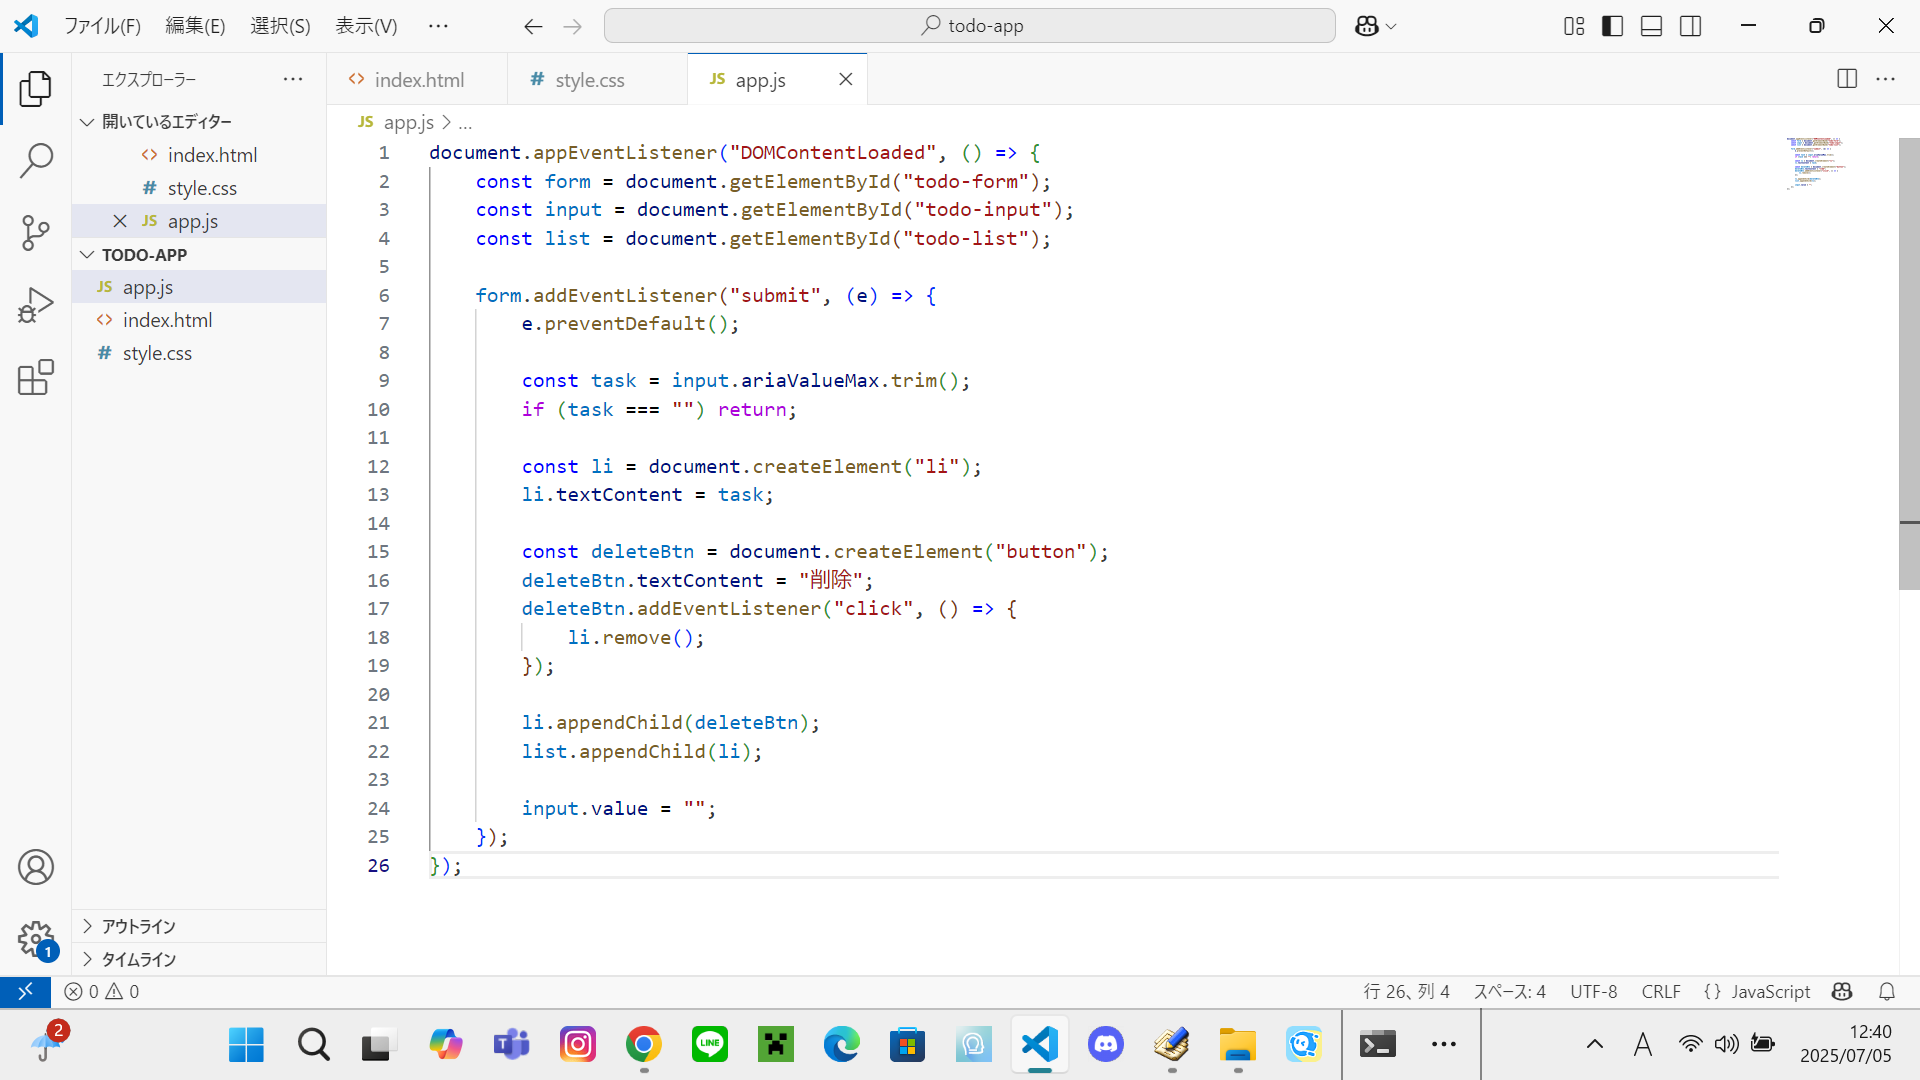 ファイル(F) 編集(E) 選択(S) 表示(V) ··· todo-app
エクスプローラー ···
開いているエディター
<> index.html
# style.css
JS app.js
TODO-APP
JS app.js
<> index.html
# style.css
アウトライン
タイムライン
<> index.html # style.css JS app.js
JS app.js > ...
1 document.appEventListener("DOMContentLoaded", () => {
2 const form = document.getElementById("todo-form");
3 const input = document.getElementById("todo-input");
4 const list = document.getElementById("todo-list");
5
6 form.addEventListener("submit", (e) => {
7 e.preventDefault();
8
9 const task = input.ariaValueMax.trim();
10 if (task === "") return;
11
12 const li = document.createElement("li");
13 li.textContent = task;
14
15 const deleteBtn = document.createElement("button");
16 deleteBtn.textContent = "削除";
17 deleteBtn.addEventListener("click", () => {
18 li.remove();
19 });
20
21 li.appendChild(deleteBtn);
22 list.appendChild(li);
23
24 input.value = "";
25 });
26 });
1
0 0 行 26、列 4 スペース: 4 UTF-8 CRLF {} JavaScript
2 LINE A 12:40
2025/07/05